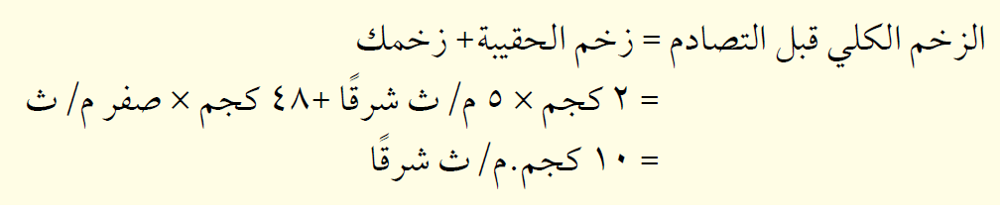 الزخم الكلي قبل التصادم = زخم الحقيبة+ زخمك
= ٢ كجم × ٥ م/ ث شرقًا +٤٨ كجم × صفر م/ ث
= ١٠ كجم.م/ ث شرقًا